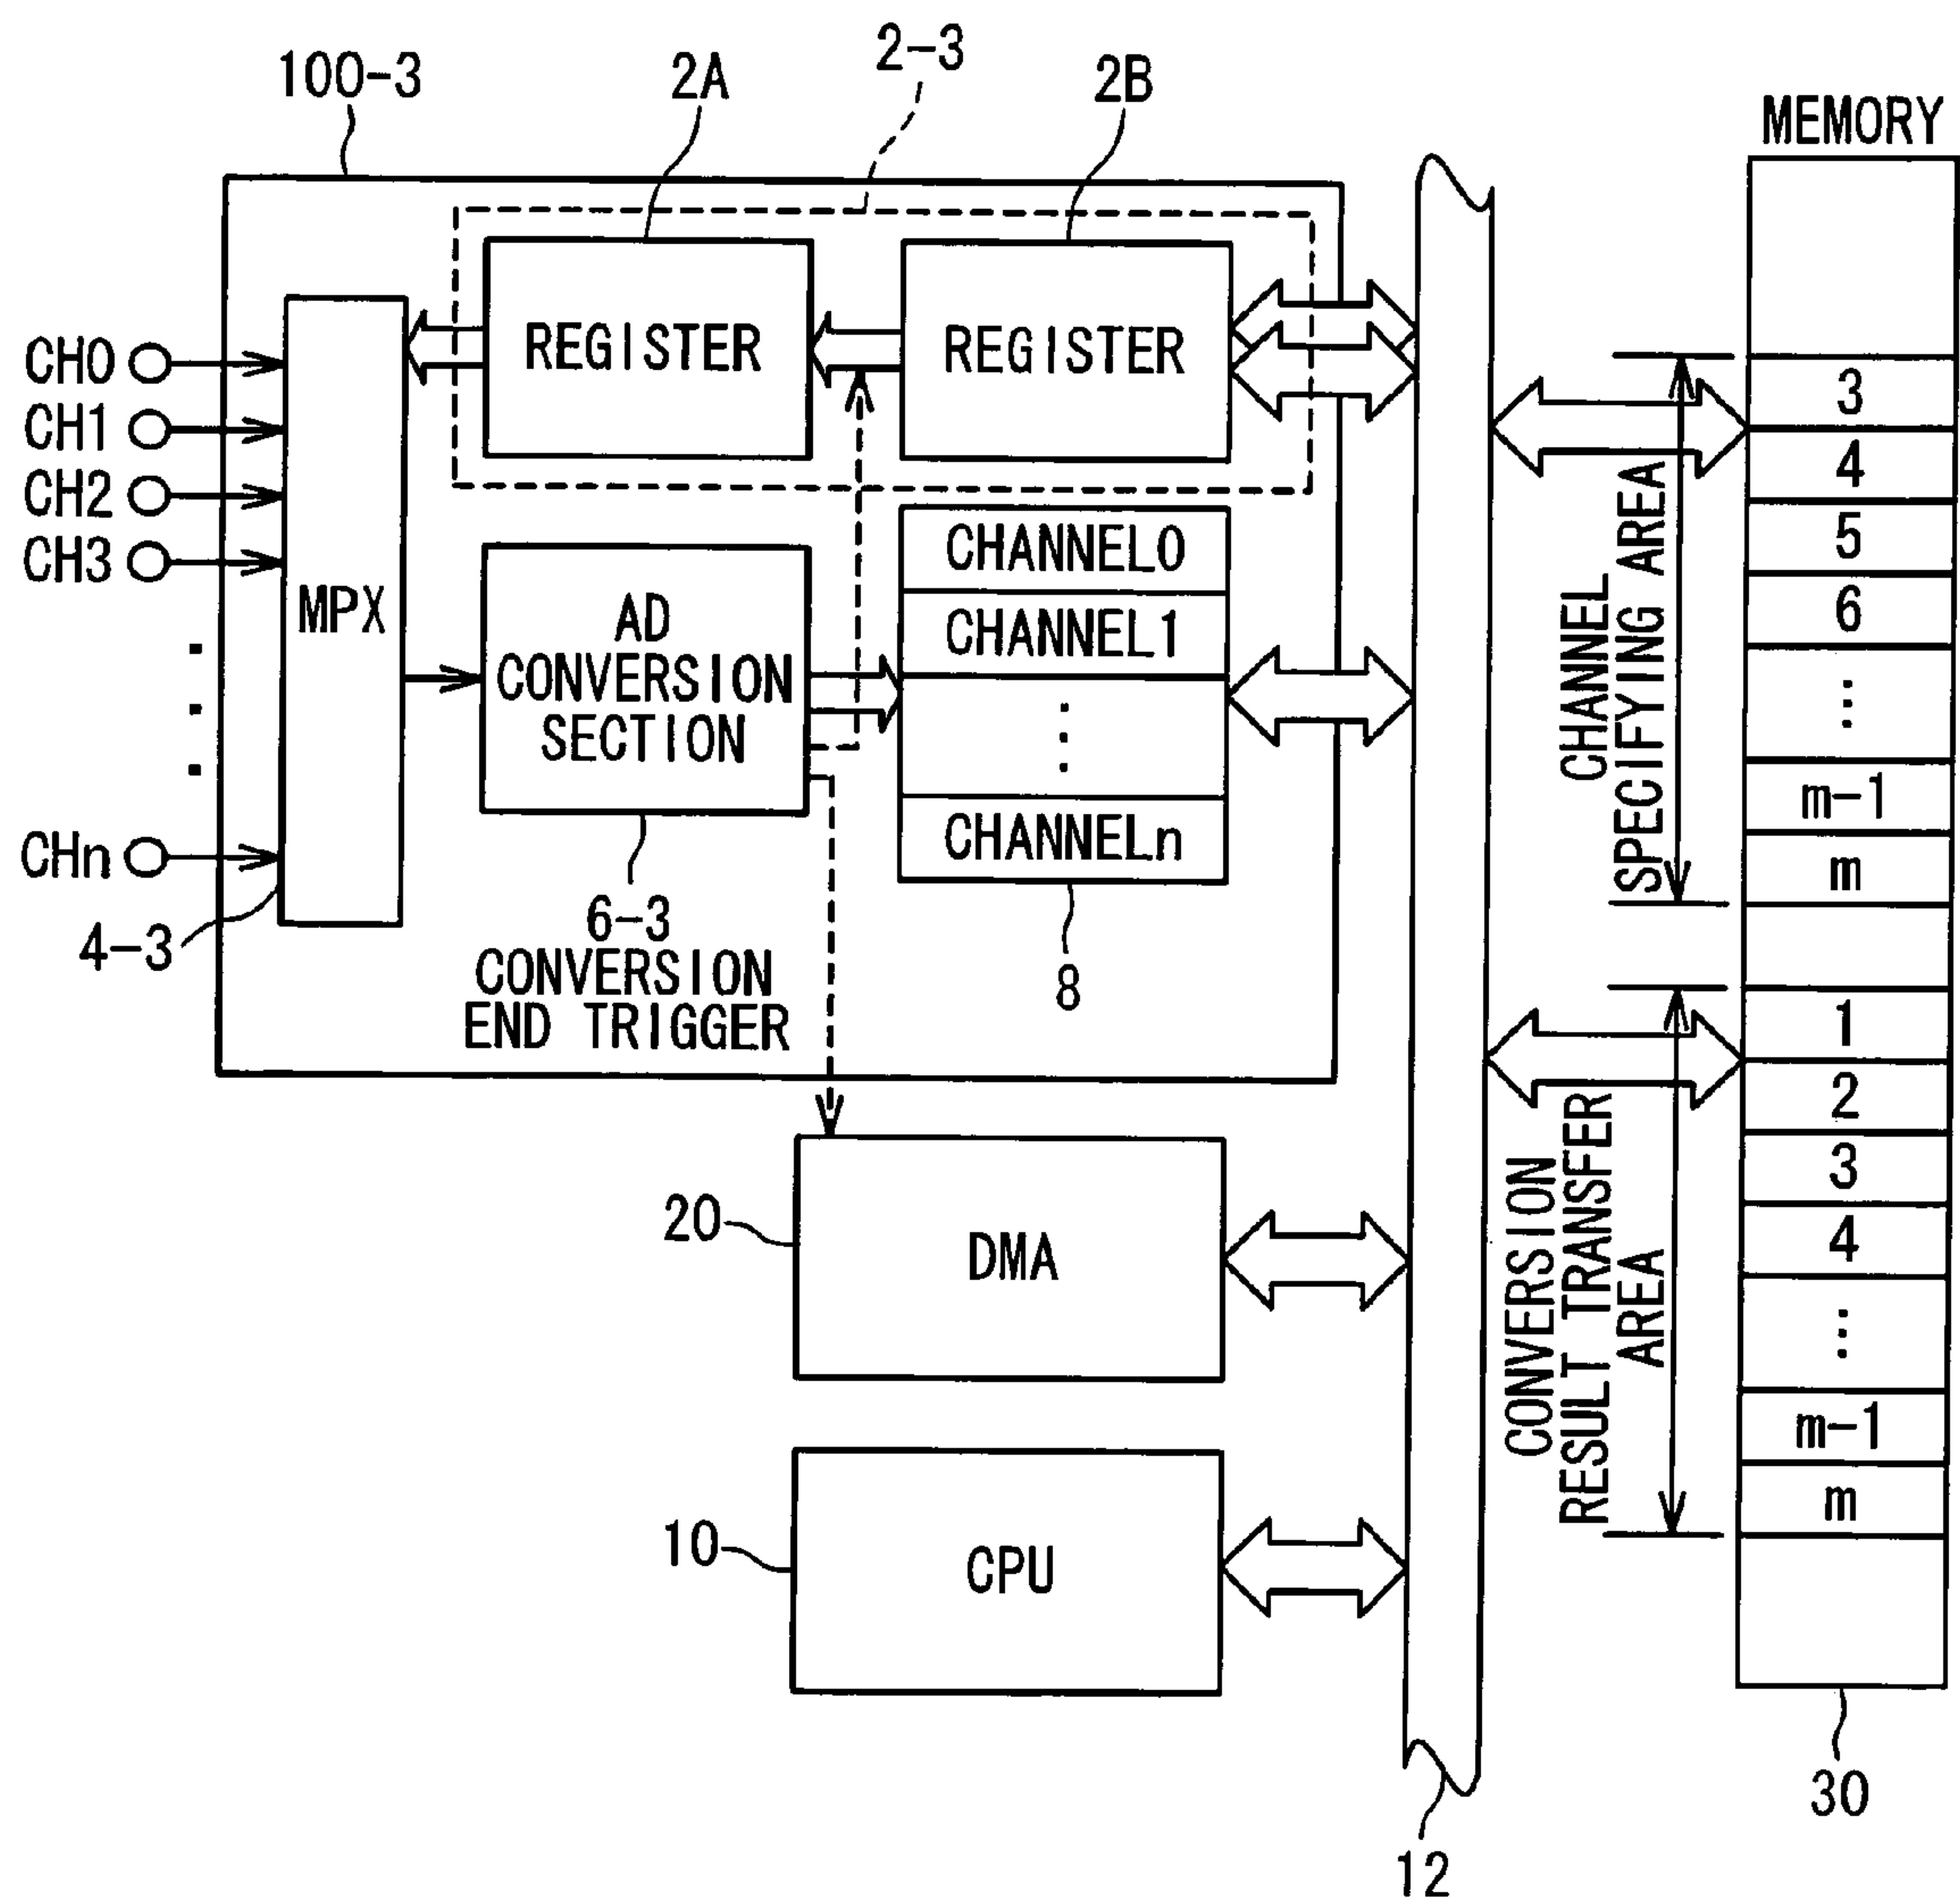 100-3
2A
2-3
2B
MEMORY
REGISTER
REGISTER
CH0
CH1
CH2
CH3
CHn
MPX
4-3
AD
CONVERSION
SECTION
6-3
CONVERSION
END TRIGGER
CHANNEL0
CHANNEL1
CHANNELn
8
20
DMA
10
CPU
12
CHANNEL
SPECIFYING AREA
3
4
5
6
m-1
m
CONVERSION
RESULT TRANSFER
AREA
1
2
3
4
m-1
m
30